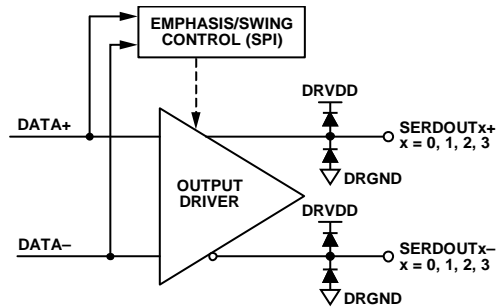 EMPHASIS/SWING
CONTROL (SPI)
DRVDD
DATA+
SERDOUTx+
x = 0, 1, 2, 3
DRGND
OUTPUT
DRIVER
DRVDD
DATA–
SERDOUTx–
x = 0, 1, 2, 3
DRGND